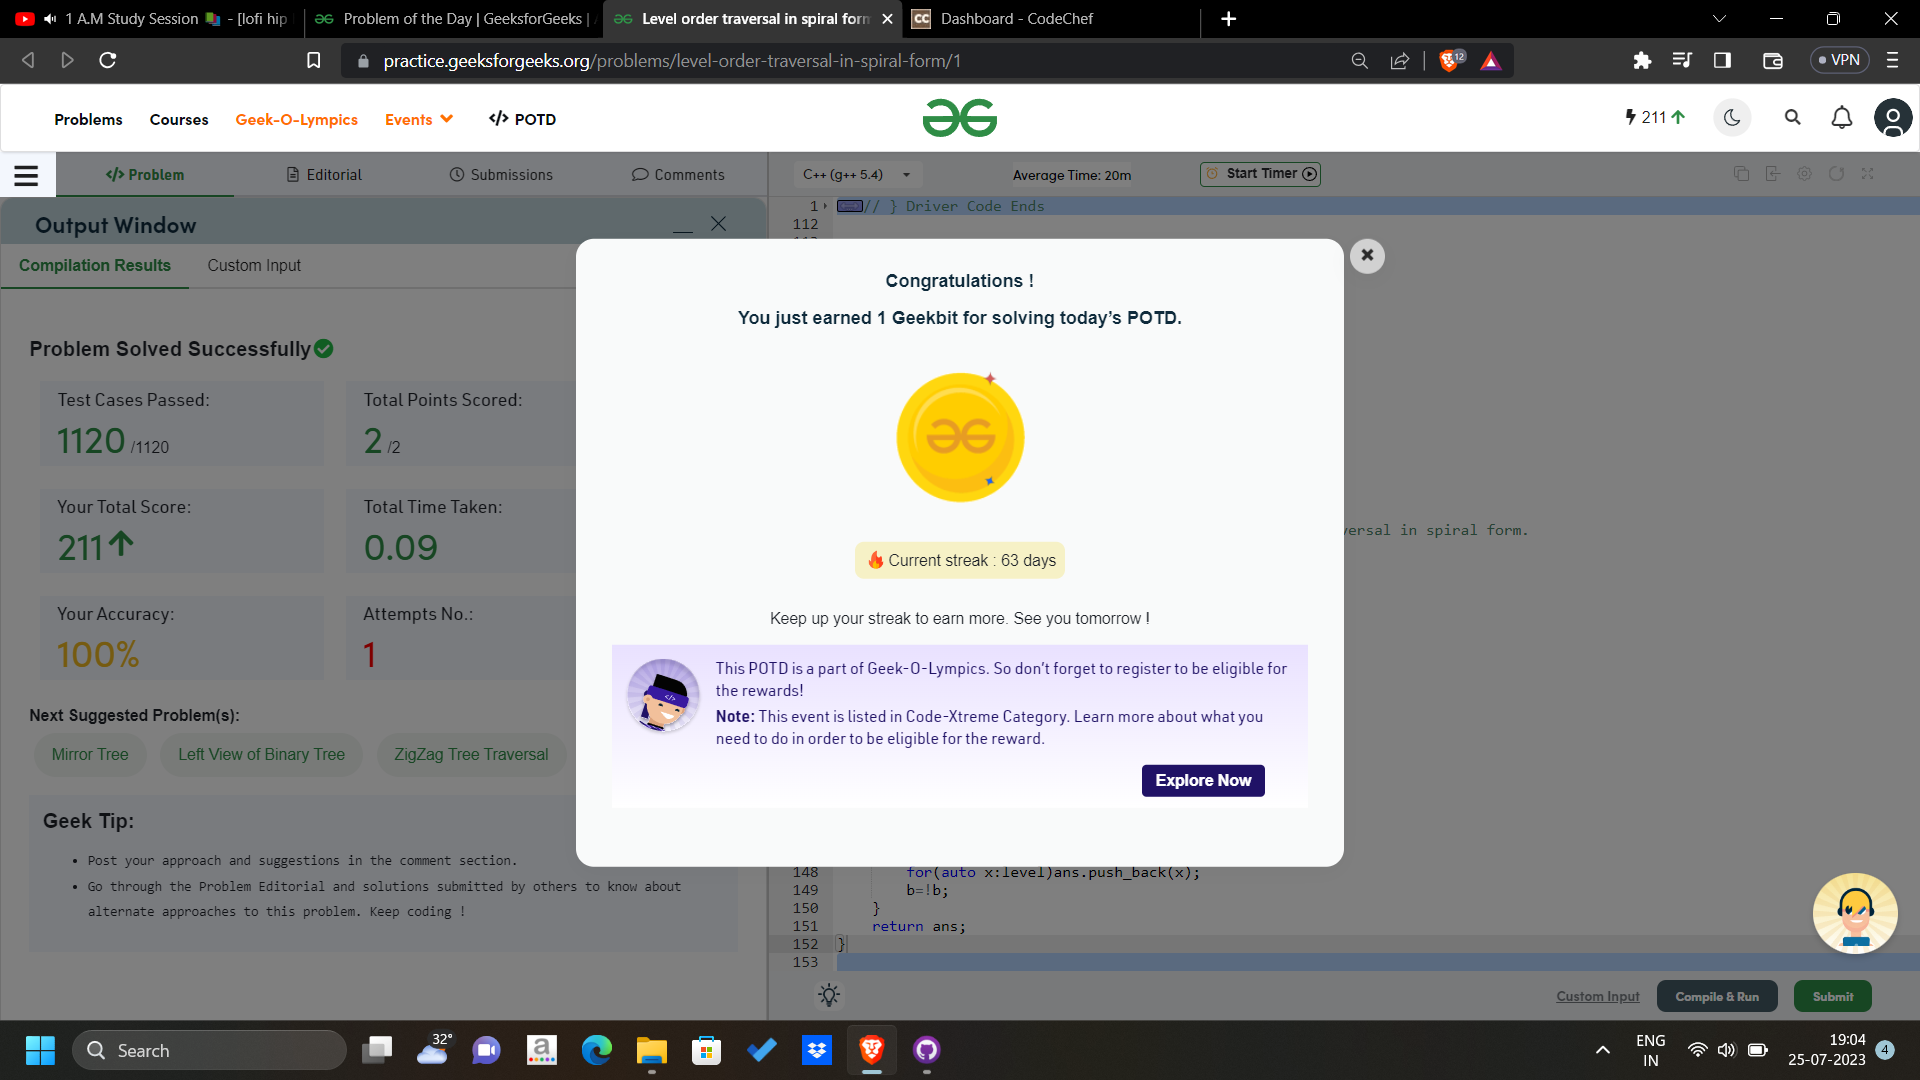 1 A.M Study Session 📚 - [lofi hip
Problem of the Day | GeeksforGeeks |
Level order traversal in spiral for
CC Dashboard - CodeChef
practice.geeksforgeeks.org/problems/level-order-traversal-in-spiral-form/1
12
VPN
Problems Courses Geek-O-Lympics Events </> POTD
211
</> Problem Editorial Submissions Comments
C++ (g++ 5.4) Average Time: 20m Start Timer
Output Window
Compilation Results Custom Input
1 // } Driver Code Ends
112
Problem Solved Successfully
Test Cases Passed:
1120 /1120
Total Points Scored:
2 /2
Your Total Score:
211
Total Time Taken:
0.09
Your Accuracy:
100%
Attempts No.:
1
Next Suggested Problem(s):
Mirror Tree Left View of Binary Tree ZigZag Tree Traversal
Geek Tip:
• Post your approach and suggestions in the comment section.
• Go through the Problem Editorial and solutions submitted by others to know about
alternate approaches to this problem. Keep coding !
Congratulations !
You just earned 1 Geekbit for solving today’s POTD.
🔥 Current streak : 63 days
Keep up your streak to earn more. See you tomorrow !
This POTD is a part of Geek-O-Lympics. So don't forget to register to be eligible for
the rewards!
Note: This event is listed in Code-Xtreme Category. Learn more about what you
need to do in order to be eligible for the reward.
Explore Now
versal in spiral form.
148 for(auto x:level)ans.push_back(x);
149 b=!b;
150 }
151 return ans;
152 }
153
Custom Input Compile & Run Submit
Search
32°
ENG
IN
19:04
25-07-2023
4